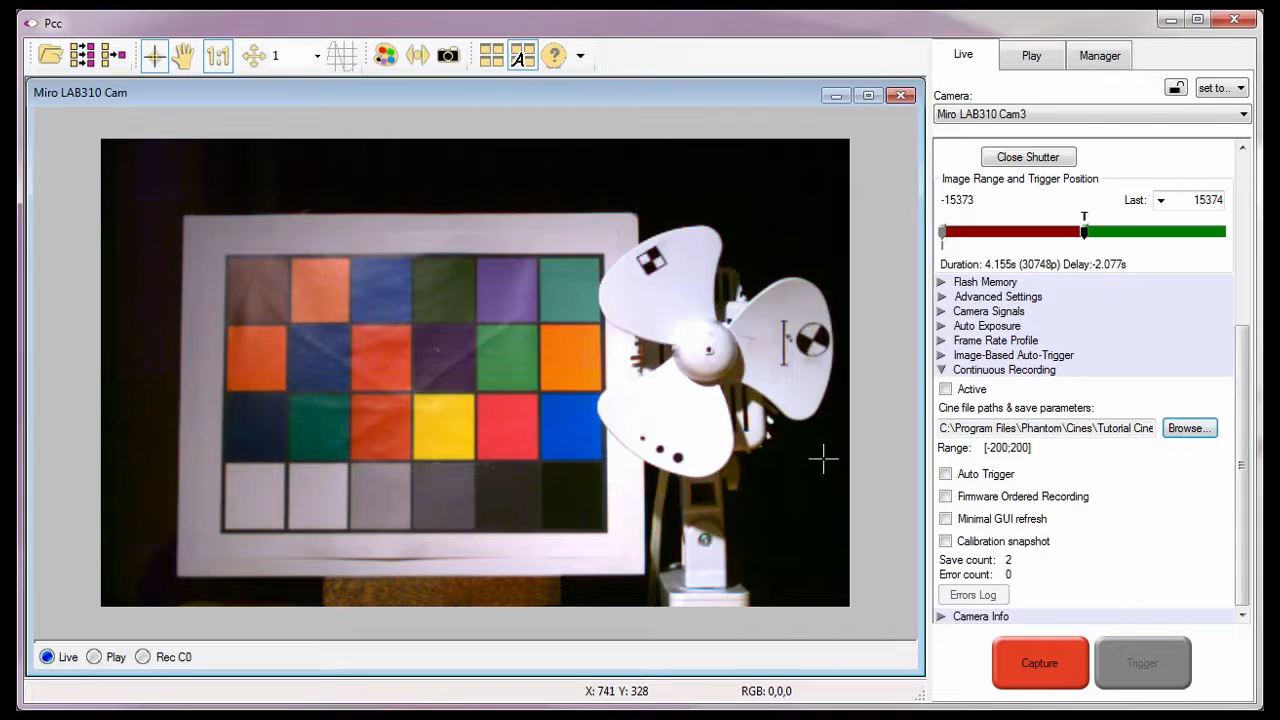 Pcc
1:1
1
A
?
Live
Play
Manager
Camera:
set to..
Miro LAB310 Cam3
Miro LAB310 Cam
Close Shutter
Image Range and Trigger Position
-15373
Last:
15374
T
Duration: 4.155s (30748p) Delay:-2.077s
Flash Memory
Advanced Settings
Camera Signals
Auto Exposure
Frame Rate Profile
Image-Based Auto-Trigger
Continuous Recording
Active
Cine file paths & save parameters:
C:\Program Files\Phantom\Cines\Tutorial Cine
Browse...
Range: [-200;200]
Auto Trigger
Firmware Ordered Recording
Minimal GUI refresh
Calibration snapshot
Save count: 2
Error count: 0
Errors Log
Camera Info
Capture
Trigger
Live
Play
Rec C0
X: 741 Y: 328
RGB: 0,0,0